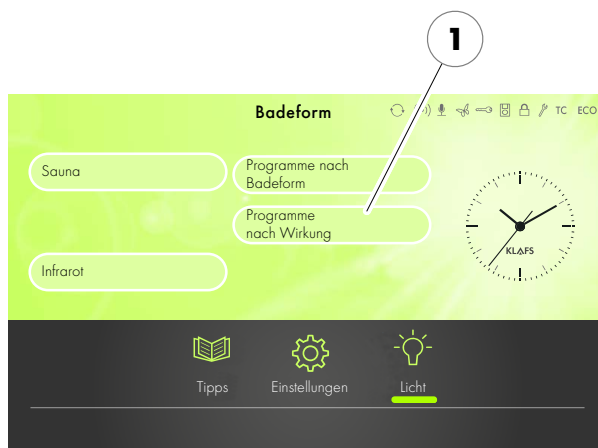 1
Badeform
TC ECO
Sauna
Programme nach
Badeform
Programme
nach Wirkung
Infrarot
KLAFS
Tipps
Einstellungen
Licht